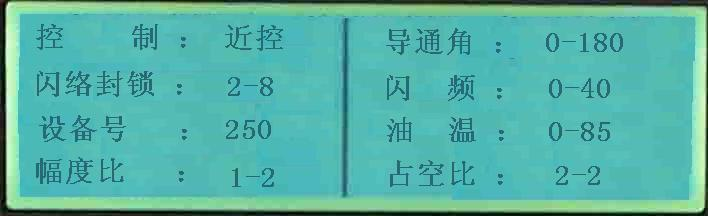 控 制 : 近控
闪络封锁 : 2-8
设备号 : 250
幅度比 : 1-2
导通角 : 0-180
闪 频 : 0-40
油 温 : 0-85
占空比 : 2-2